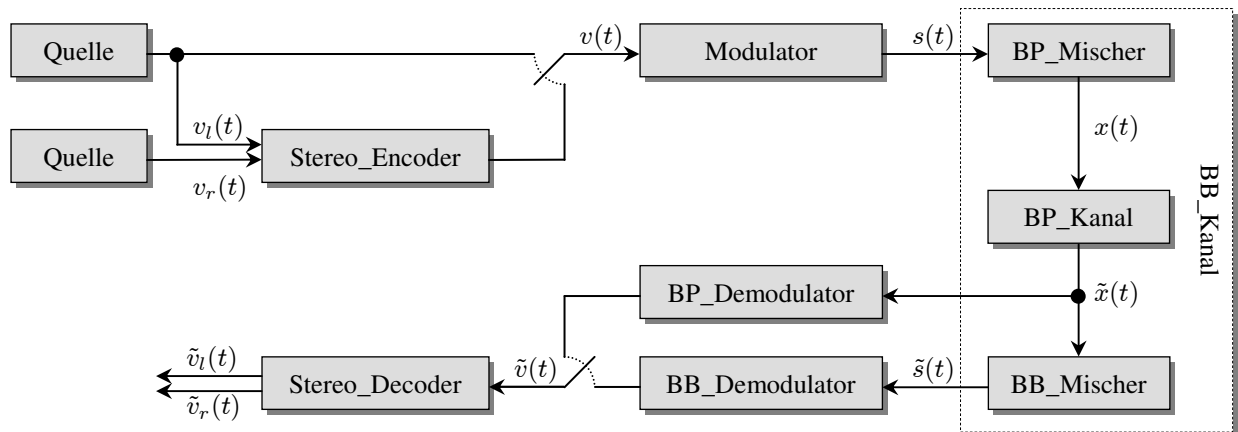 Quelle
v(t)
Modulator
s(t)
BP_Mischer
v_l(t)
x(t)
Quelle
Stereo_Encoder
v_r(t)
BB_Kanal
BP_Kanal
BP_Demodulator
x̃(t)
ṽ_l(t)
Stereo_Decoder
ṽ(t)
BB_Demodulator
s̃(t)
BB_Mischer
ṽ_r(t)